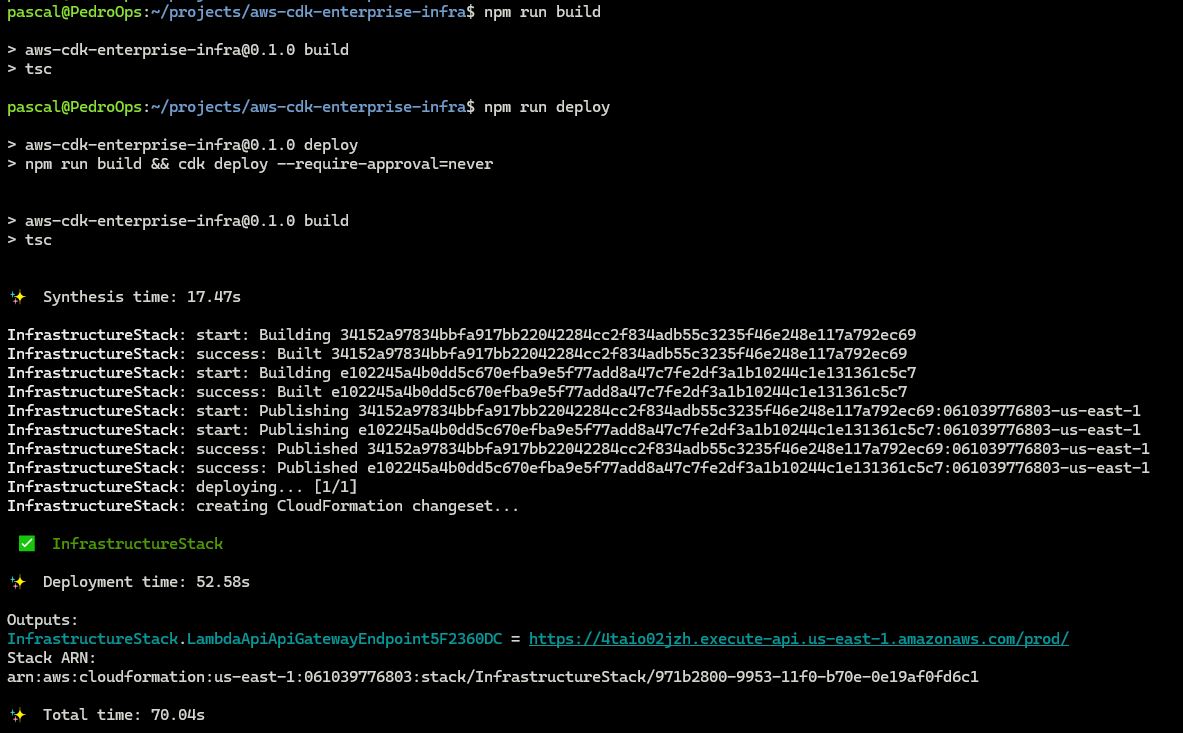 pascal@PedroOps:~/projects/aws-cdk-enterprise-infra$ npm run build
> aws-cdk-enterprise-infra@0.1.0 build
> tsc
pascal@PedroOps:~/projects/aws-cdk-enterprise-infra$ npm run deploy
> aws-cdk-enterprise-infra@0.1.0 deploy
> npm run build && cdk deploy --require-approval=never
> aws-cdk-enterprise-infra@0.1.0 build
> tsc
✨ Synthesis time: 17.47s
InfrastructureStack: start: Building 34152a97834bbfa917bb22042284cc2f834adb55c3235f46e248e117a792ec69
InfrastructureStack: success: Built 34152a97834bbfa917bb22042284cc2f834adb55c3235f46e248e117a792ec69
InfrastructureStack: start: Building e102245a4b0dd5c670efba9e5f77add8a47c7fe2df3a1b10244c1e131361c5c7
InfrastructureStack: success: Built e102245a4b0dd5c670efba9e5f77add8a47c7fe2df3a1b10244c1e131361c5c7
InfrastructureStack: start: Publishing 34152a97834bbfa917bb22042284cc2f834adb55c3235f46e248e117a792ec69:061039776803-us-east-1
InfrastructureStack: start: Publishing e102245a4b0dd5c670efba9e5f77add8a47c7fe2df3a1b10244c1e131361c5c7:061039776803-us-east-1
InfrastructureStack: success: Published 34152a97834bbfa917bb22042284cc2f834adb55c3235f46e248e117a792ec69:061039776803-us-east-1
InfrastructureStack: success: Published e102245a4b0dd5c670efba9e5f77add8a47c7fe2df3a1b10244c1e131361c5c7:061039776803-us-east-1
InfrastructureStack: deploying... [1/1]
InfrastructureStack: creating CloudFormation changeset...
✅ InfrastructureStack
✨ Deployment time: 52.58s
Outputs:
InfrastructureStack.LambdaApiApiGatewayEndpoint5F2360DC = https://4taio02jzh.execute-api.us-east-1.amazonaws.com/prod/
Stack ARN:
arn:aws:cloudformation:us-east-1:061039776803:stack/InfrastructureStack/971b2800-9953-11f0-b70e-0e19af0fd6c1
✨ Total time: 70.04s